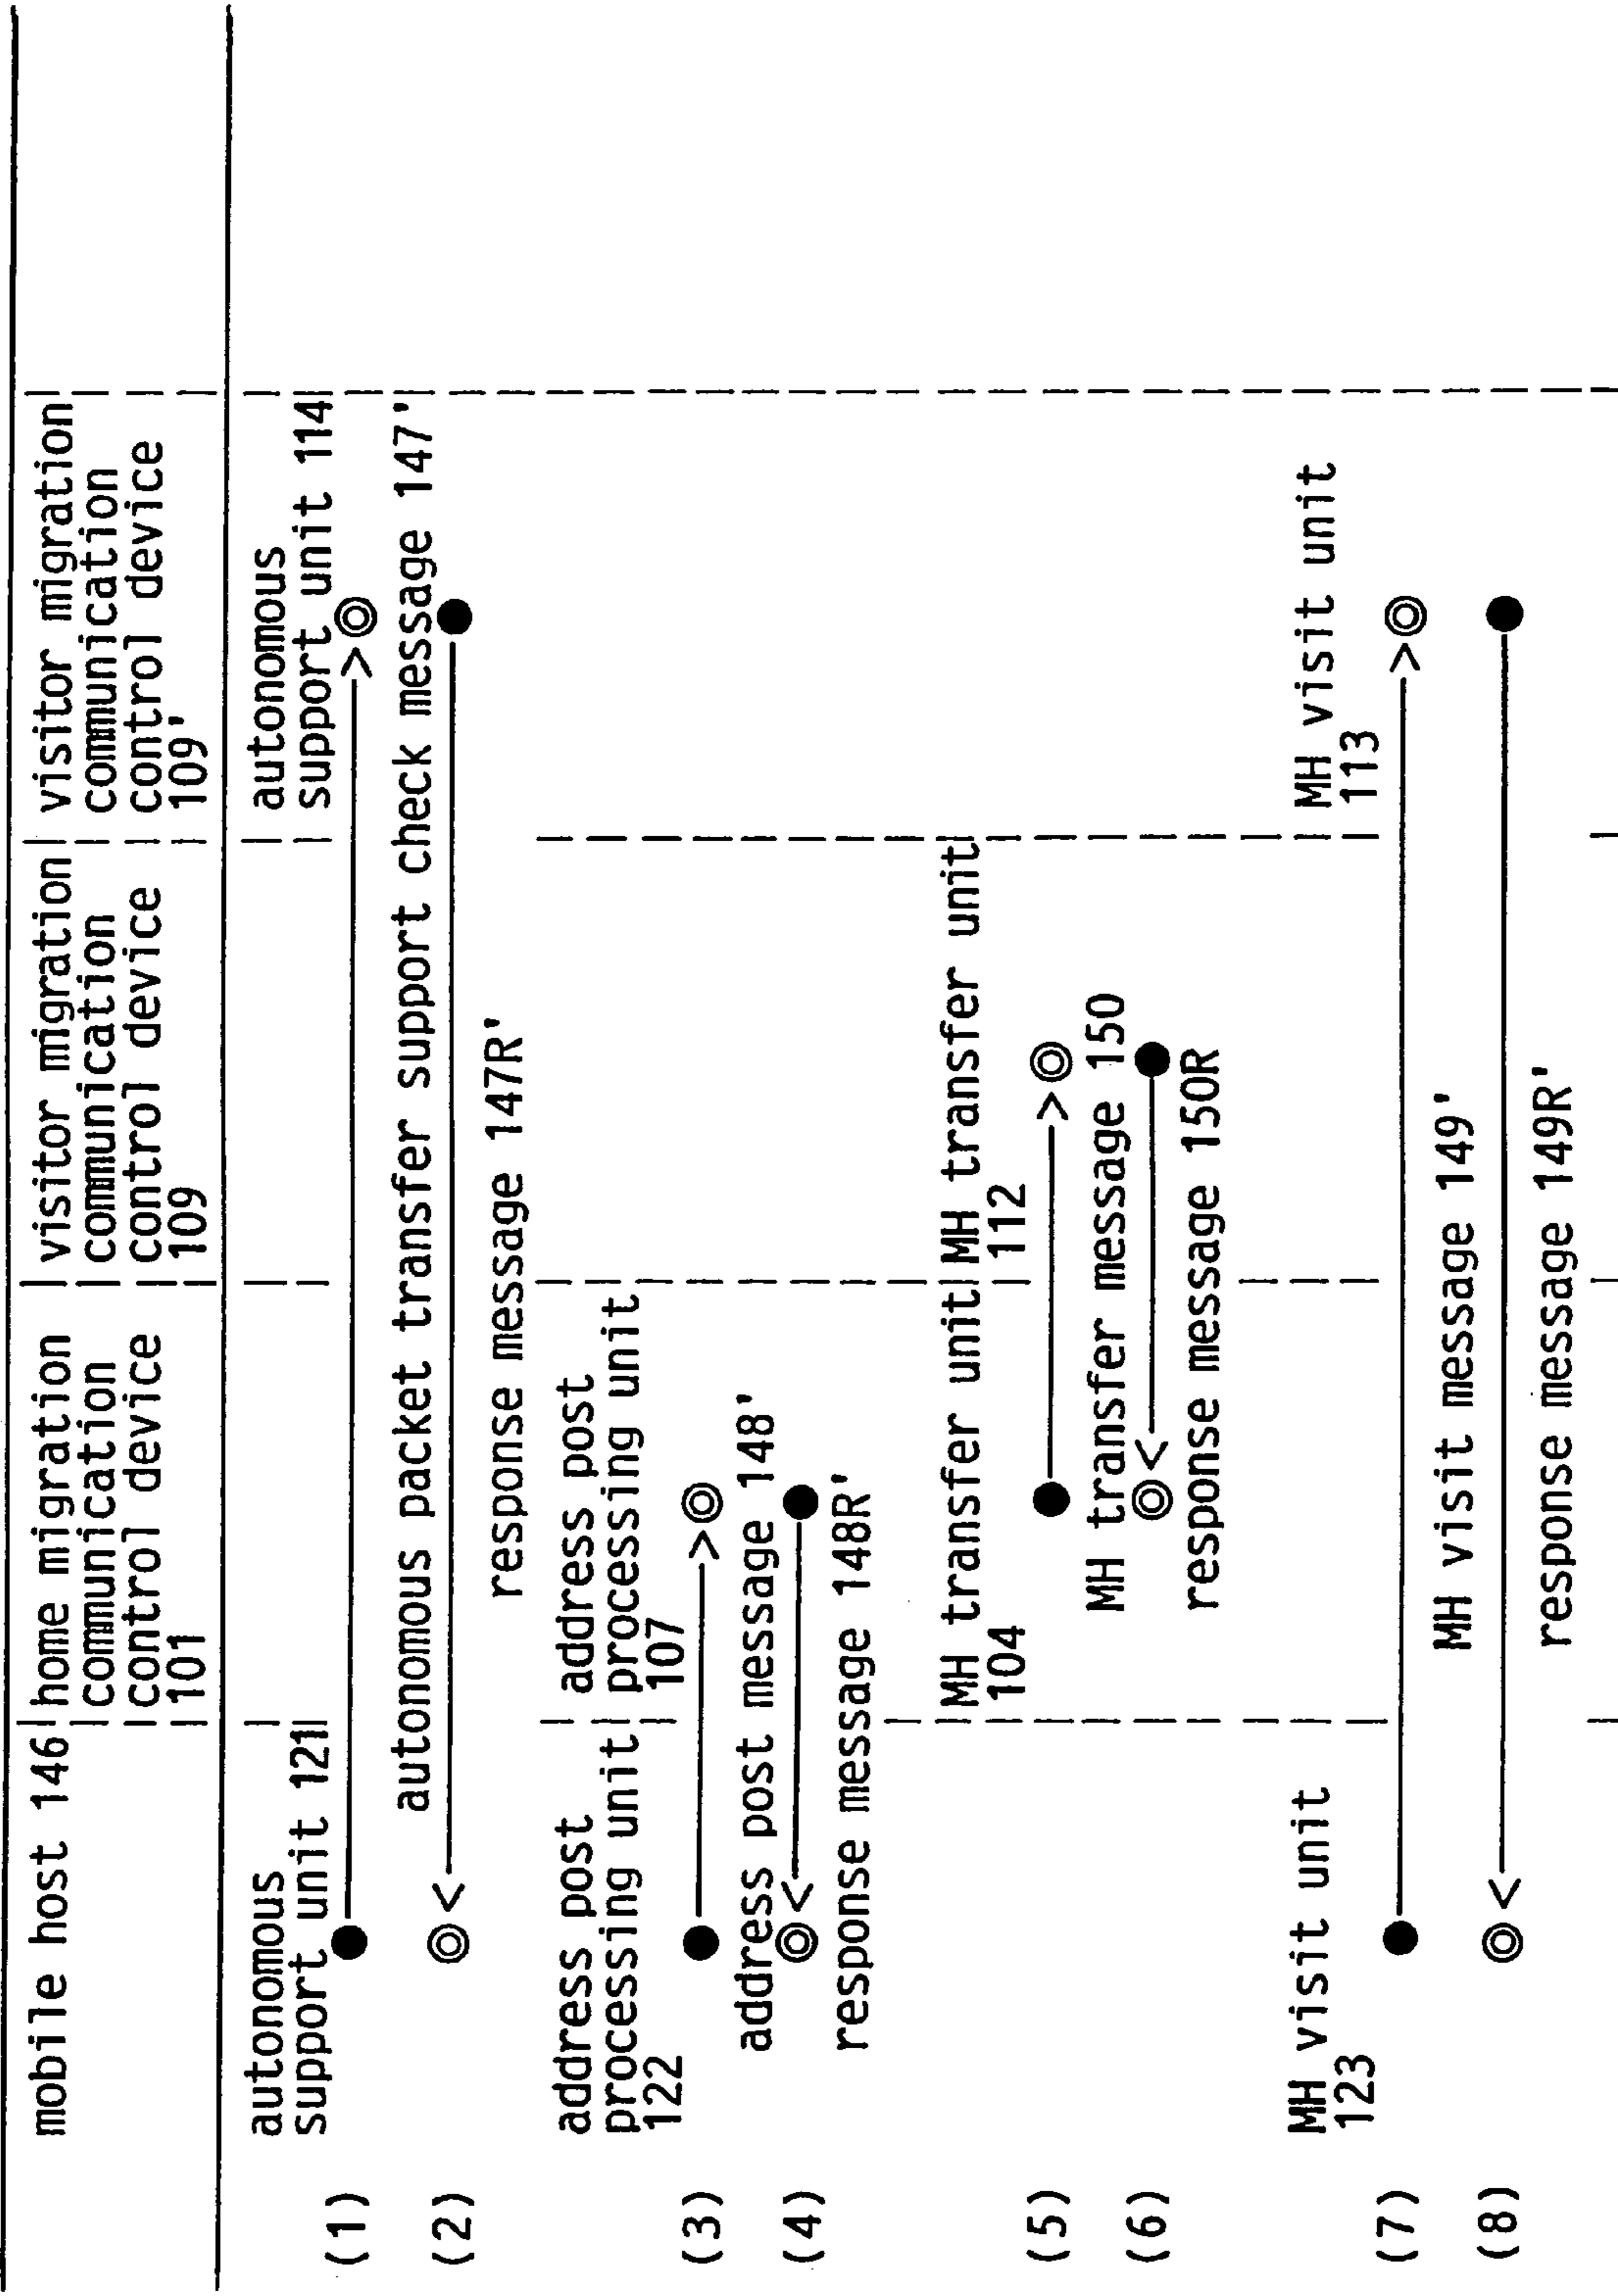 mobile host 146
home migration
communication
control device
101
visitor migration
communication
control device
109
visitor migration
communication
control device
109'
autonomous
support unit 121
autonomous
support unit 114
(1)
autonomous packet transfer support check message 147'
(2)
response message 147R'
address post
processing unit
122
address post
processing unit
107
(3)
address post message 148'
(4)
response message 148R'
MH transfer unit
104
MH transfer unit
112
(5)
MH transfer message 150
(6)
response message 150R
MH visit unit
123
MH visit unit
113
(7)
MH visit message 149'
(8)
response message 149R'